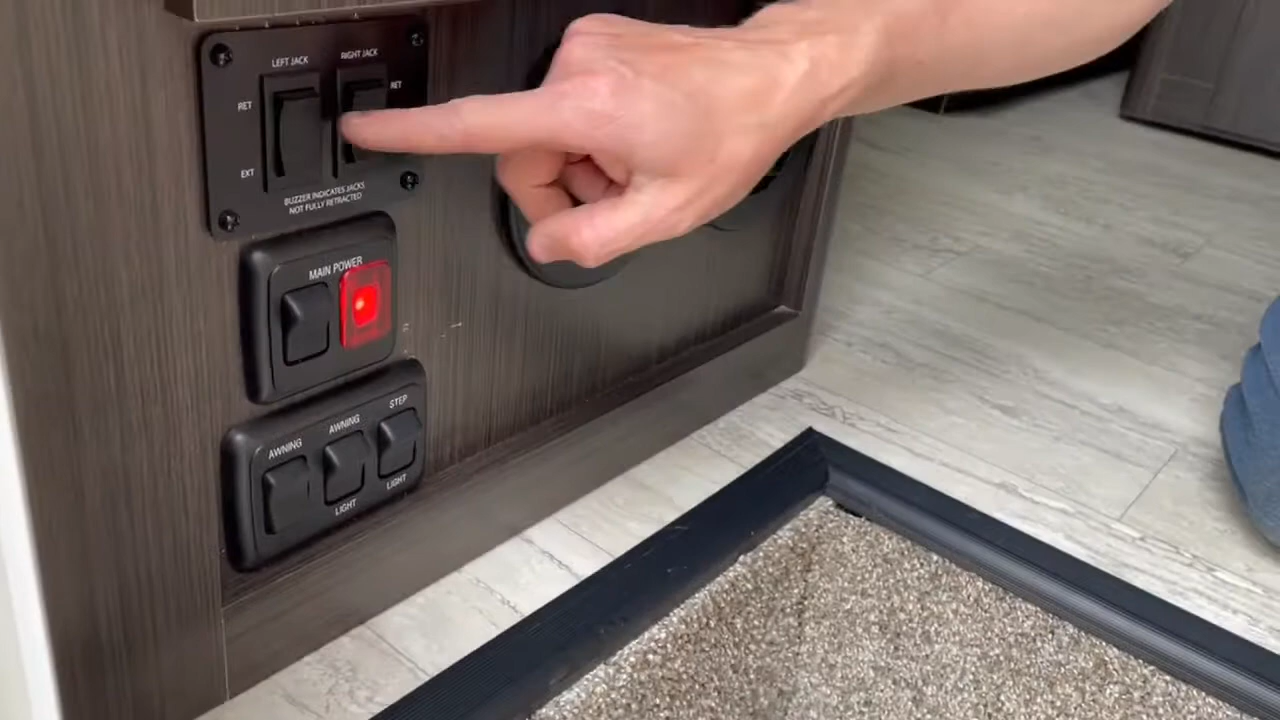 LEFT JACK
RIGHT JACK
RET
RET
EXT
BUZZER INDICATES JACKS
NOT FULLY RETRACTED
MAIN POWER
AWNING
AWNING
STEP
LIGHT
LIGHT